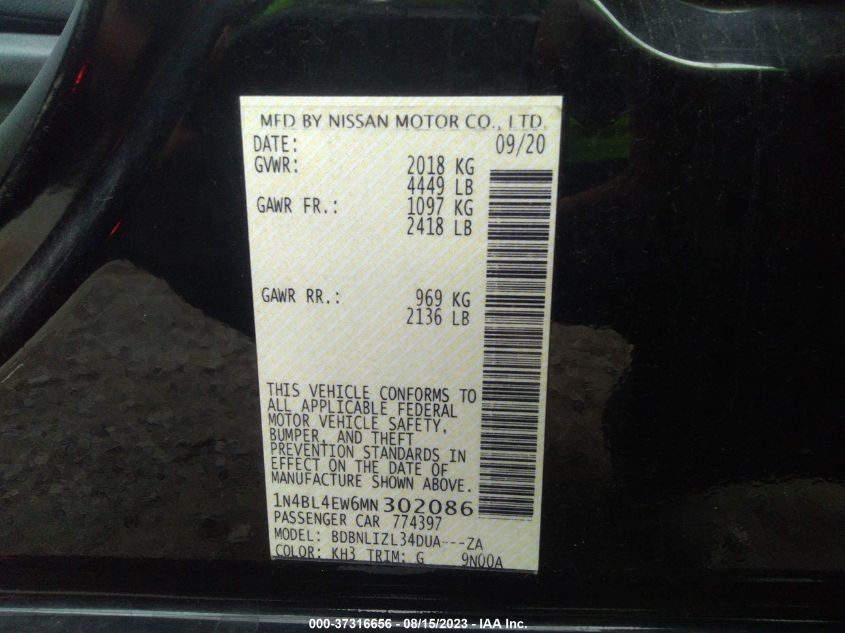 MFD BY NISSAN MOTOR CO., LTD.
DATE: 09/20
GVWR: 2018 KG
4449 LB
GAWR FR.: 1097 KG
2418 LB
GAWR RR.: 969 KG
2136 LB
THIS VEHICLE CONFORMS TO
ALL APPLICABLE FEDERAL
MOTOR VEHICLE SAFETY,
BUMPER, AND THEFT
PREVENTION STANDARDS IN
EFFECT ON THE DATE OF
MANUFACTURE SHOWN ABOVE.
1N4BL4EW6MN302086
PASSENGER CAR 774397
MODEL: BDBNLIZL34DUA---ZA
COLOR: KH3 TRIM: G 9N00A
000-37316656 - 08/15/2023 - IAA Inc.